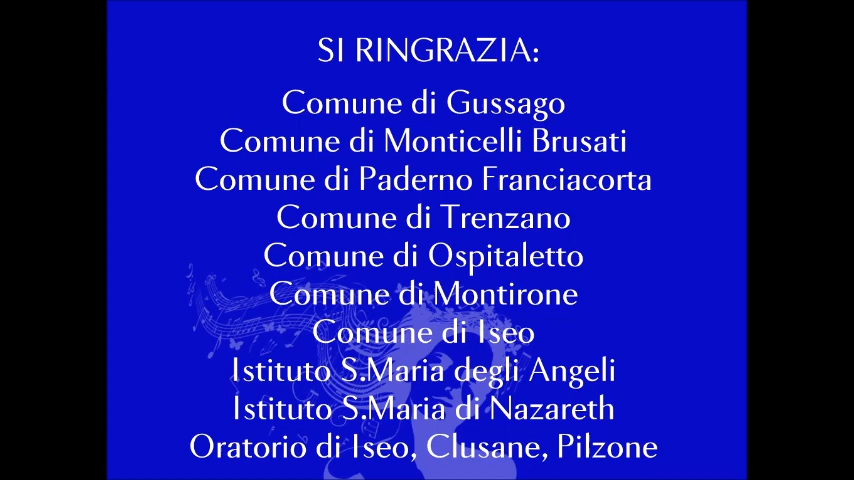 SI RINGRAZIA:
Comune di Gussago
Comune di Monticelli Brusati
Comune di Paderno Franciacorta
Comune di Trenzano
Comune di Ospitaletto
Comune di Montirone
Comune di Iseo
Istituto S.Maria degli Angeli
Istituto S.Maria di Nazareth
Oratorio di Iseo, Clusane, Pilzone